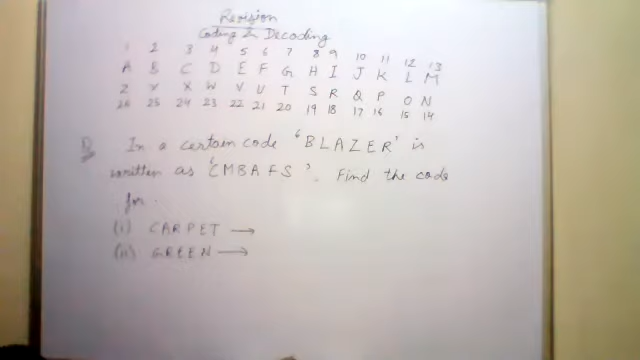 Revision
Coding & Decoding
1 2 3 4 5 6 7 8 9 10 11 12 13
A B C D E F G H I J K L M
Z Y X W V U T S R Q P O N
26 25 24 23 22 21 20 19 18 17 16 15 14
Q In a certain code 'BLAZER' is
written as 'CMBAFS'. Find the code
for.
(i) CARPET →
(ii) GREEN →